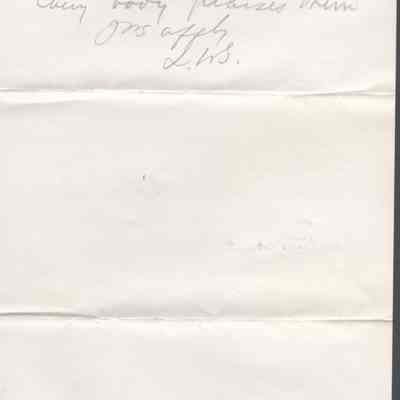 Every body praises them
yrs affly
L.W.S.